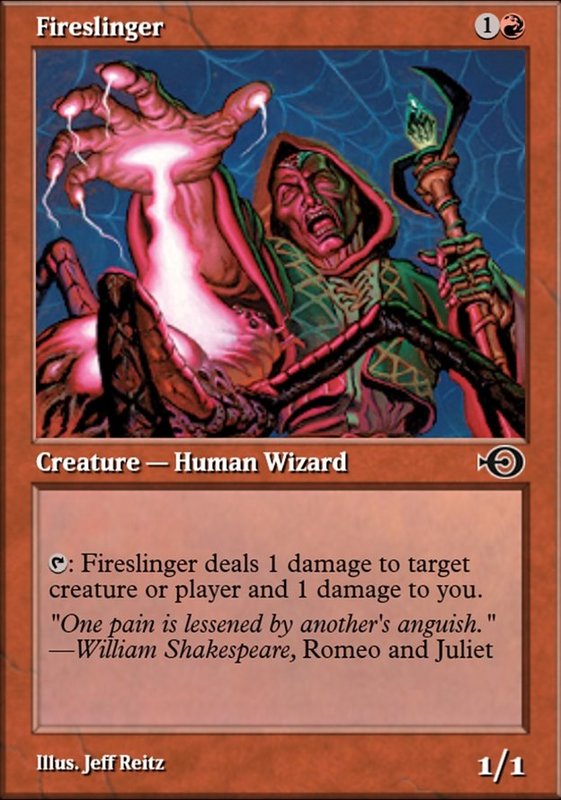 Fireslinger
1
Creature — Human Wizard
: Fireslinger deals 1 damage to target
creature or player and 1 damage to you.
"One pain is lessened by another's anguish."
—William Shakespeare, Romeo and Juliet
Illus. Jeff Reitz
1/1